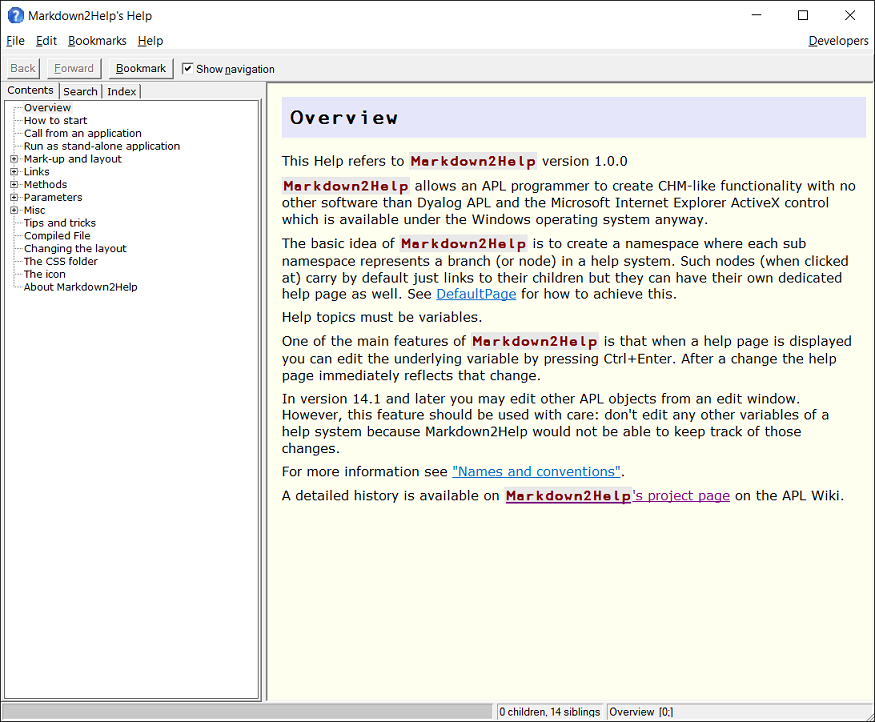 Markdown2Help's Help
File Edit Bookmarks Help Developers
Back Forward Bookmark Show navigation
Contents Search Index
Overview
How to start
Call from an application
Run as stand-alone application
Mark-up and layout
Links
Methods
Parameters
Misc
Tips and tricks
Compiled File
Changing the layout
The CSS folder
The icon
About Markdown2Help
Overview
This Help refers to Markdown2Help version 1.0.0
Markdown2Help allows an APL programmer to create CHM-like functionality with no
other software than Dyalog APL and the Microsoft Internet Explorer ActiveX control
which is available under the Windows operating system anyway.
The basic idea of Markdown2Help is to create a namespace where each sub
namespace represents a branch (or node) in a help system. Such nodes (when clicked
at) carry by default just links to their children but they can have their own dedicated
help page as well. See DefaultPage for how to achieve this.
Help topics must be variables.
One of the main features of Markdown2Help is that when a help page is displayed
you can edit the underlying variable by pressing Ctrl+Enter. After a change the help
page immediately reflects that change.
In version 14.1 and later you may edit other APL objects from an edit window.
However, this feature should be used with care: don't edit any other variables of a
help system because Markdown2Help would not be able to keep track of those
changes.
For more information see "Names and conventions".
A detailed history is available on Markdown2Help's project page on the APL Wiki.
0 children, 14 siblings Overview [0;]